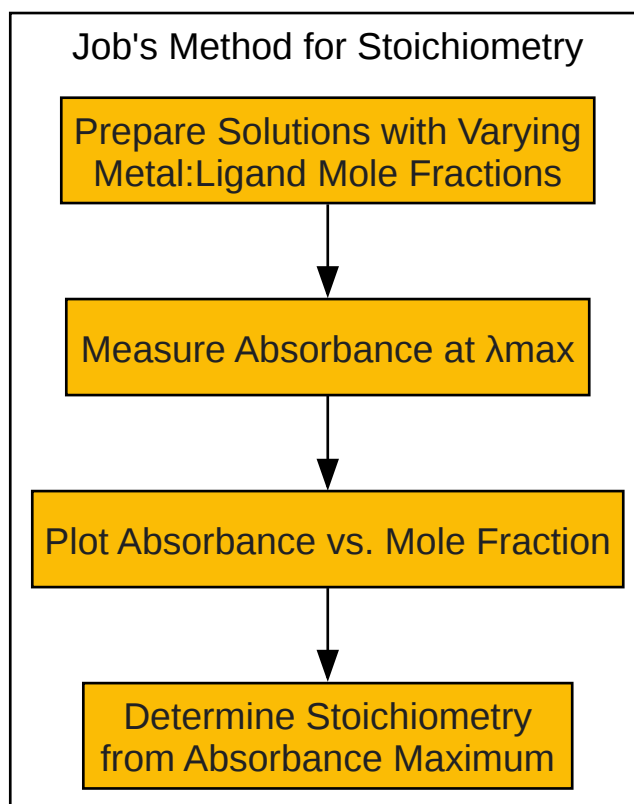 Job's Method for Stoichiometry
Prepare Solutions with Varying
Metal:Ligand Mole Fractions
Measure Absorbance at λmax
Plot Absorbance vs. Mole Fraction
Determine Stoichiometry
from Absorbance Maximum